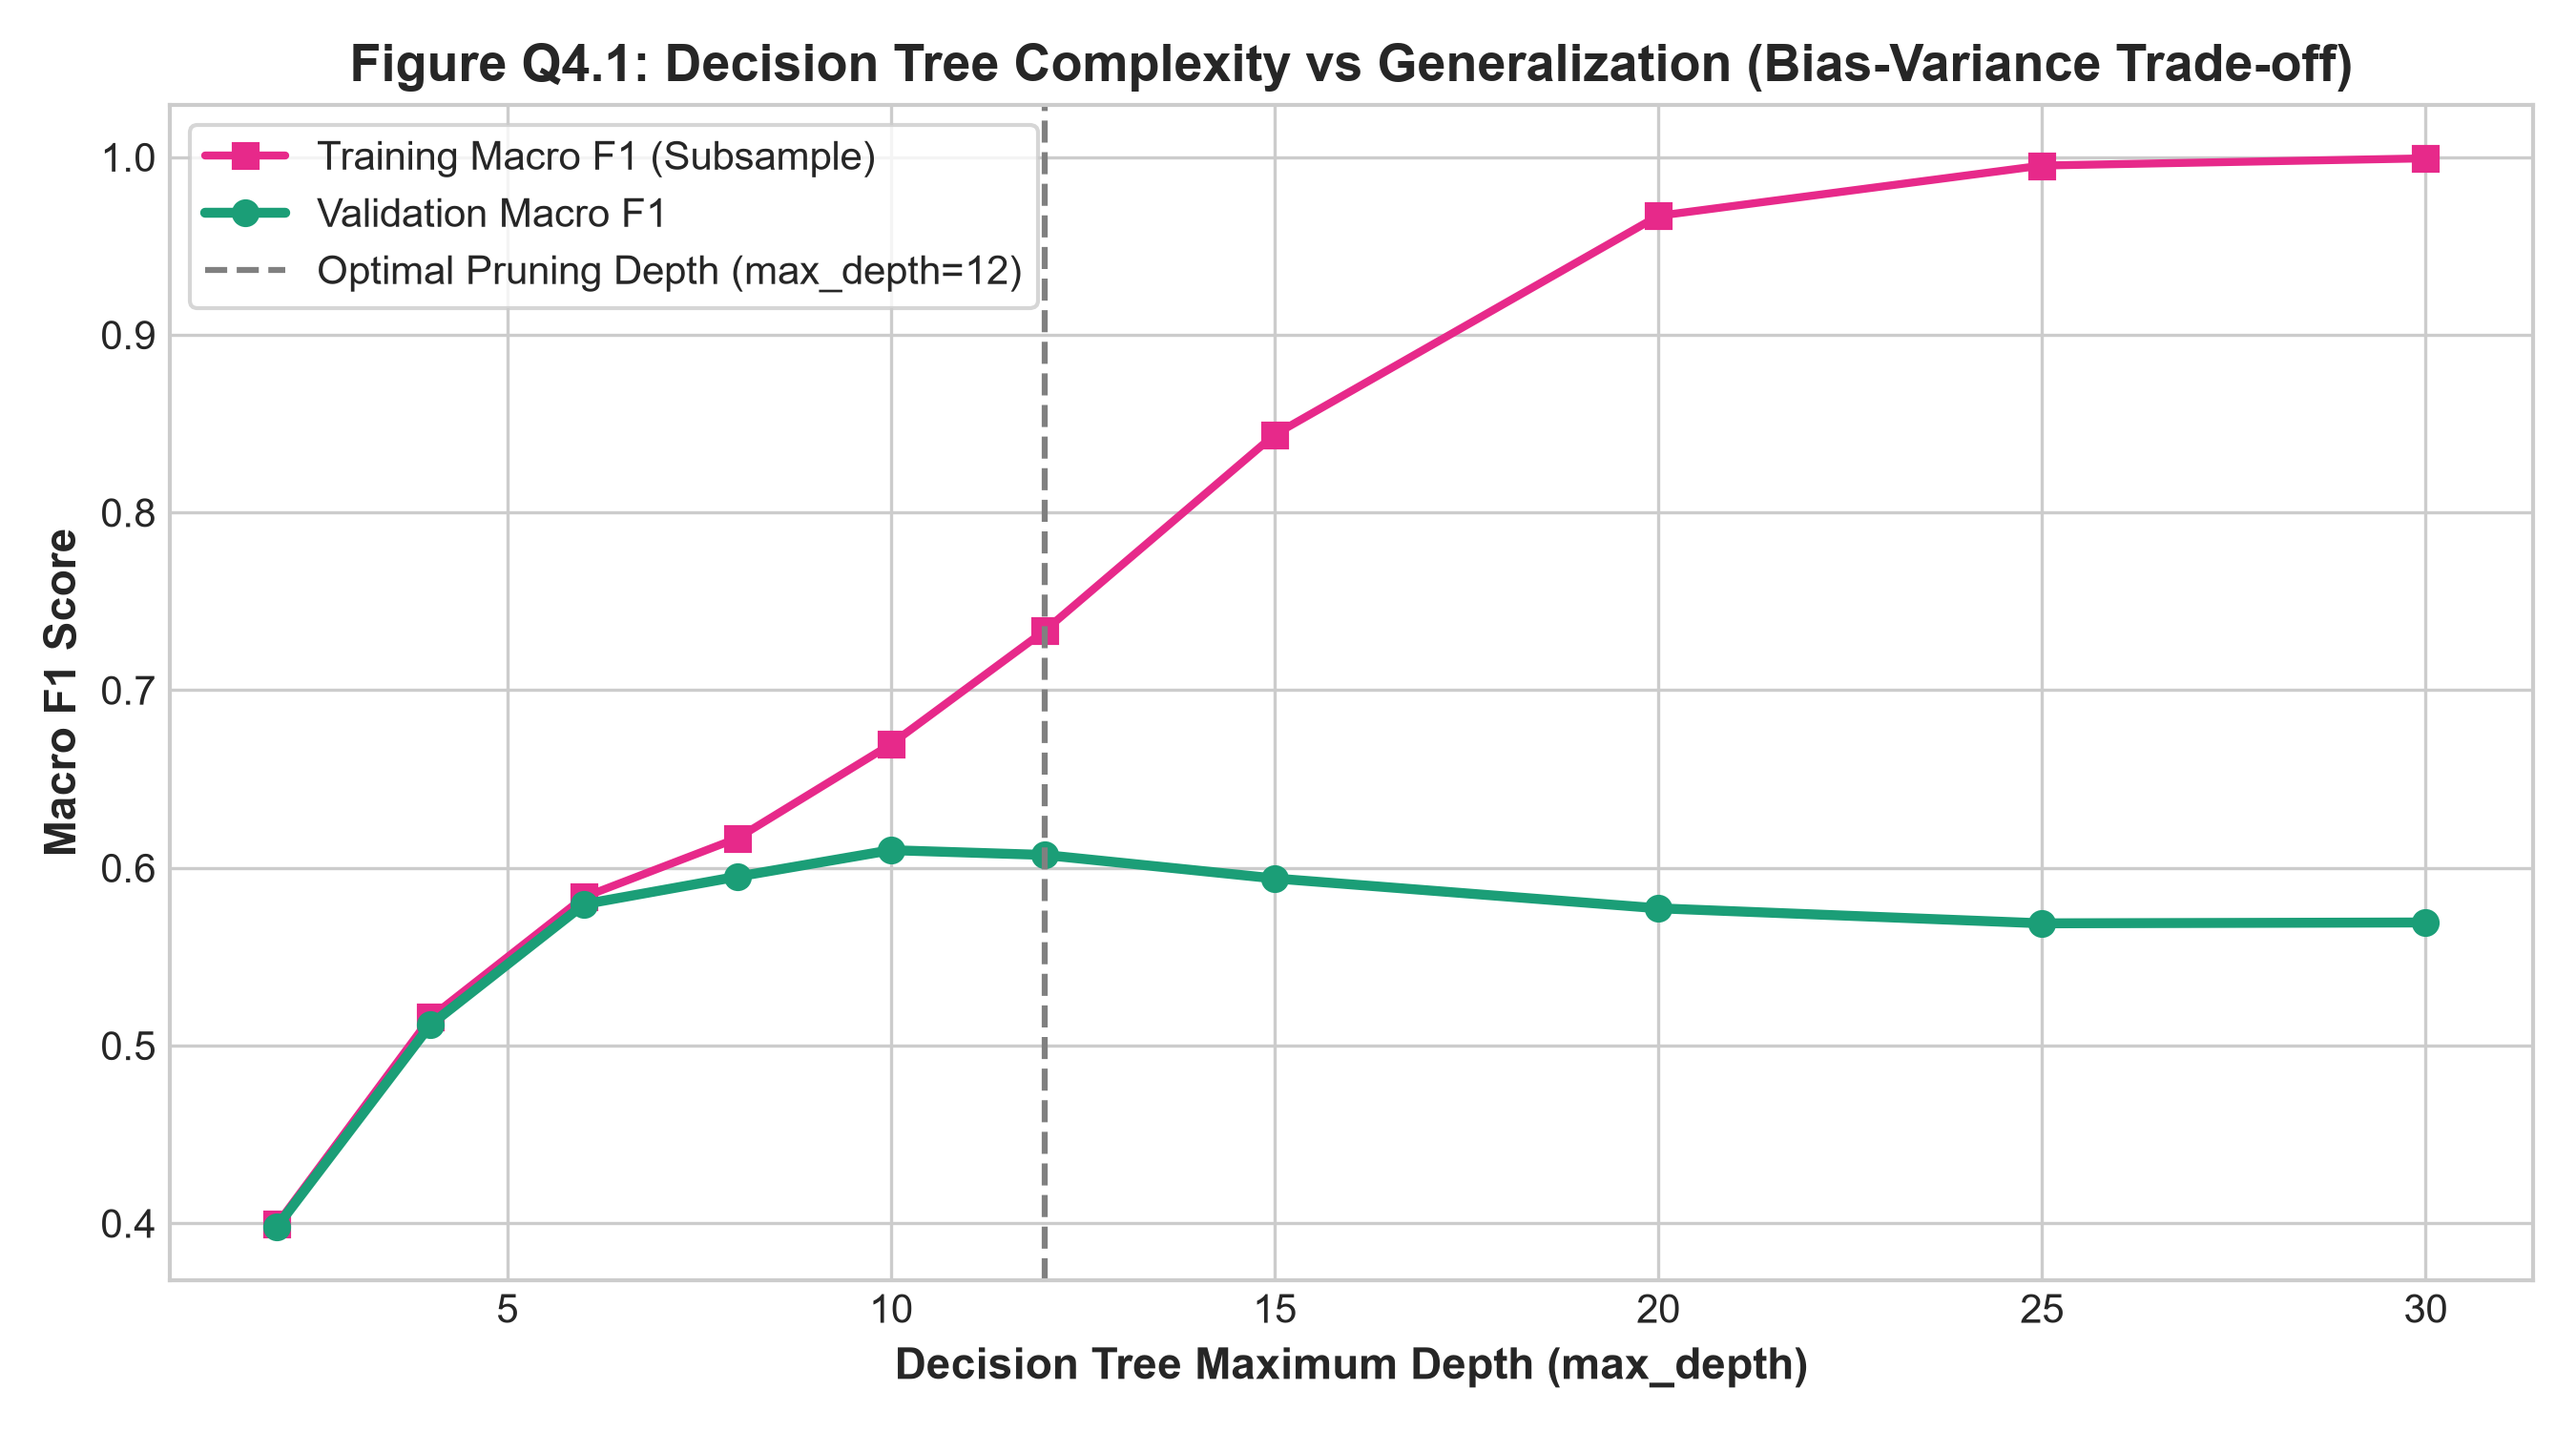 Figure Q4.1: Decision Tree Complexity vs Generalization (Bias-Variance Trade-off)
Training Macro F1 (Subsample)
Validation Macro F1
Optimal Pruning Depth (max_depth=12)
Macro F1 Score
1.0
0.9
0.8
0.7
0.6
0.5
0.4
5 10 15 20 25 30
Decision Tree Maximum Depth (max_depth)